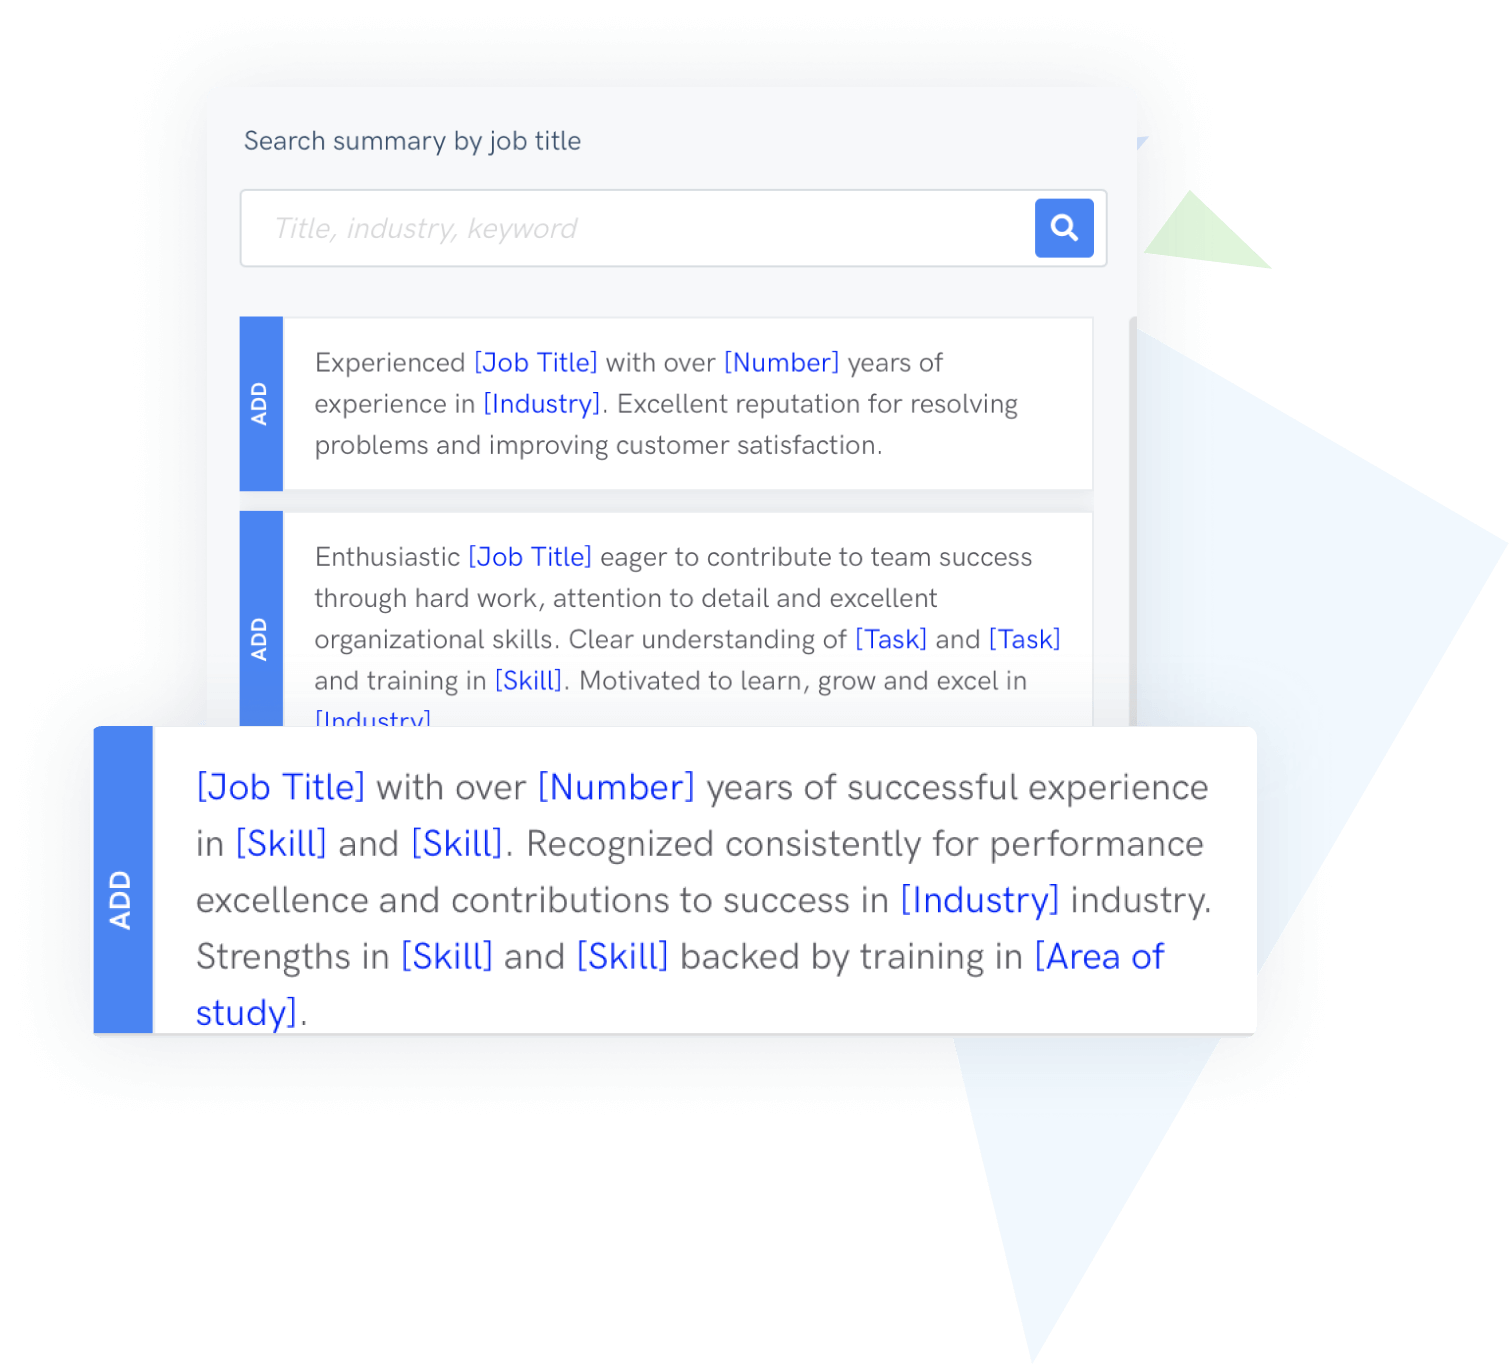 Search summary by job title
Title, industry, keyword
ADD
Experienced [Job Title] with over [Number] years of
experience in [Industry]. Excellent reputation for resolving
problems and improving customer satisfaction.
ADD
Enthusiastic [Job Title] eager to contribute to team success
through hard work, attention to detail and excellent
organizational skills. Clear understanding of [Task] and [Task]
and training in [Skill]. Motivated to learn, grow and excel in
[Industry]
ADD
[Job Title] with over [Number] years of successful experience
in [Skill] and [Skill]. Recognized consistently for performance
excellence and contributions to success in [Industry] industry.
Strengths in [Skill] and [Skill] backed by training in [Area of
study].